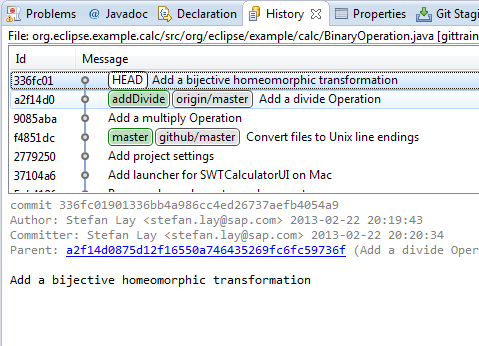 Problems @ Javadoc Declaration History Properties Git Stagi
File: org.eclipse.example.calc/src/org/eclipse/example/calc/BinaryOperation.java [gittrain
Id Message
336fc01 HEAD Add a bijective homeomorphic transformation
a2f14d0 addDivide origin/master Add a divide Operation
9085aba Add a multiply Operation
f4851dc master github/master Convert files to Unix line endings
2779250 Add project settings
37104a6 Add launcher for SWTCalculatorUI on Mac
commit 336fc01901336bb4a986cc4ed26737aefb4054a9
Author: Stefan Lay <stefan.lay@sap.com> 2013-02-22 20:19:43
Committer: Stefan Lay <stefan.lay@sap.com> 2013-02-22 20:20:34
Parent: a2f14d0875d12f16550a746435269fc6fc59736f (Add a divide Oper
Add a bijective homeomorphic transformation